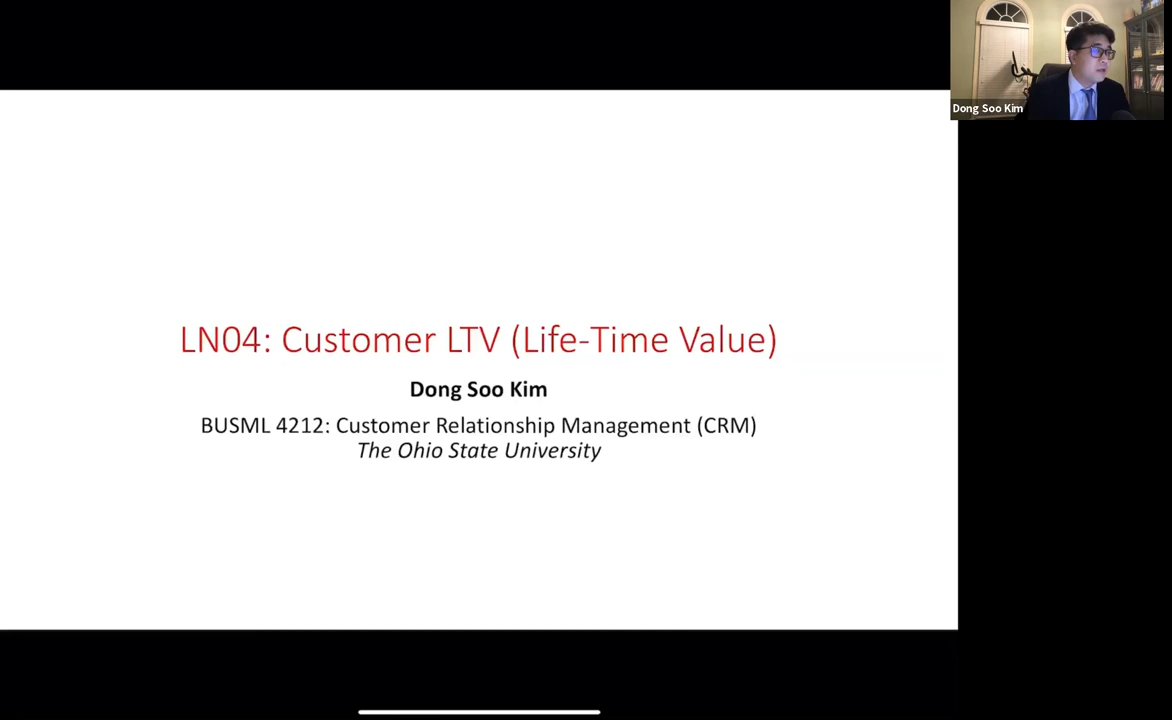 Dong Soo Kim
LN04: Customer LTV (Life-Time Value)
Dong Soo Kim
BUSML 4212: Customer Relationship Management (CRM)
The Ohio State University